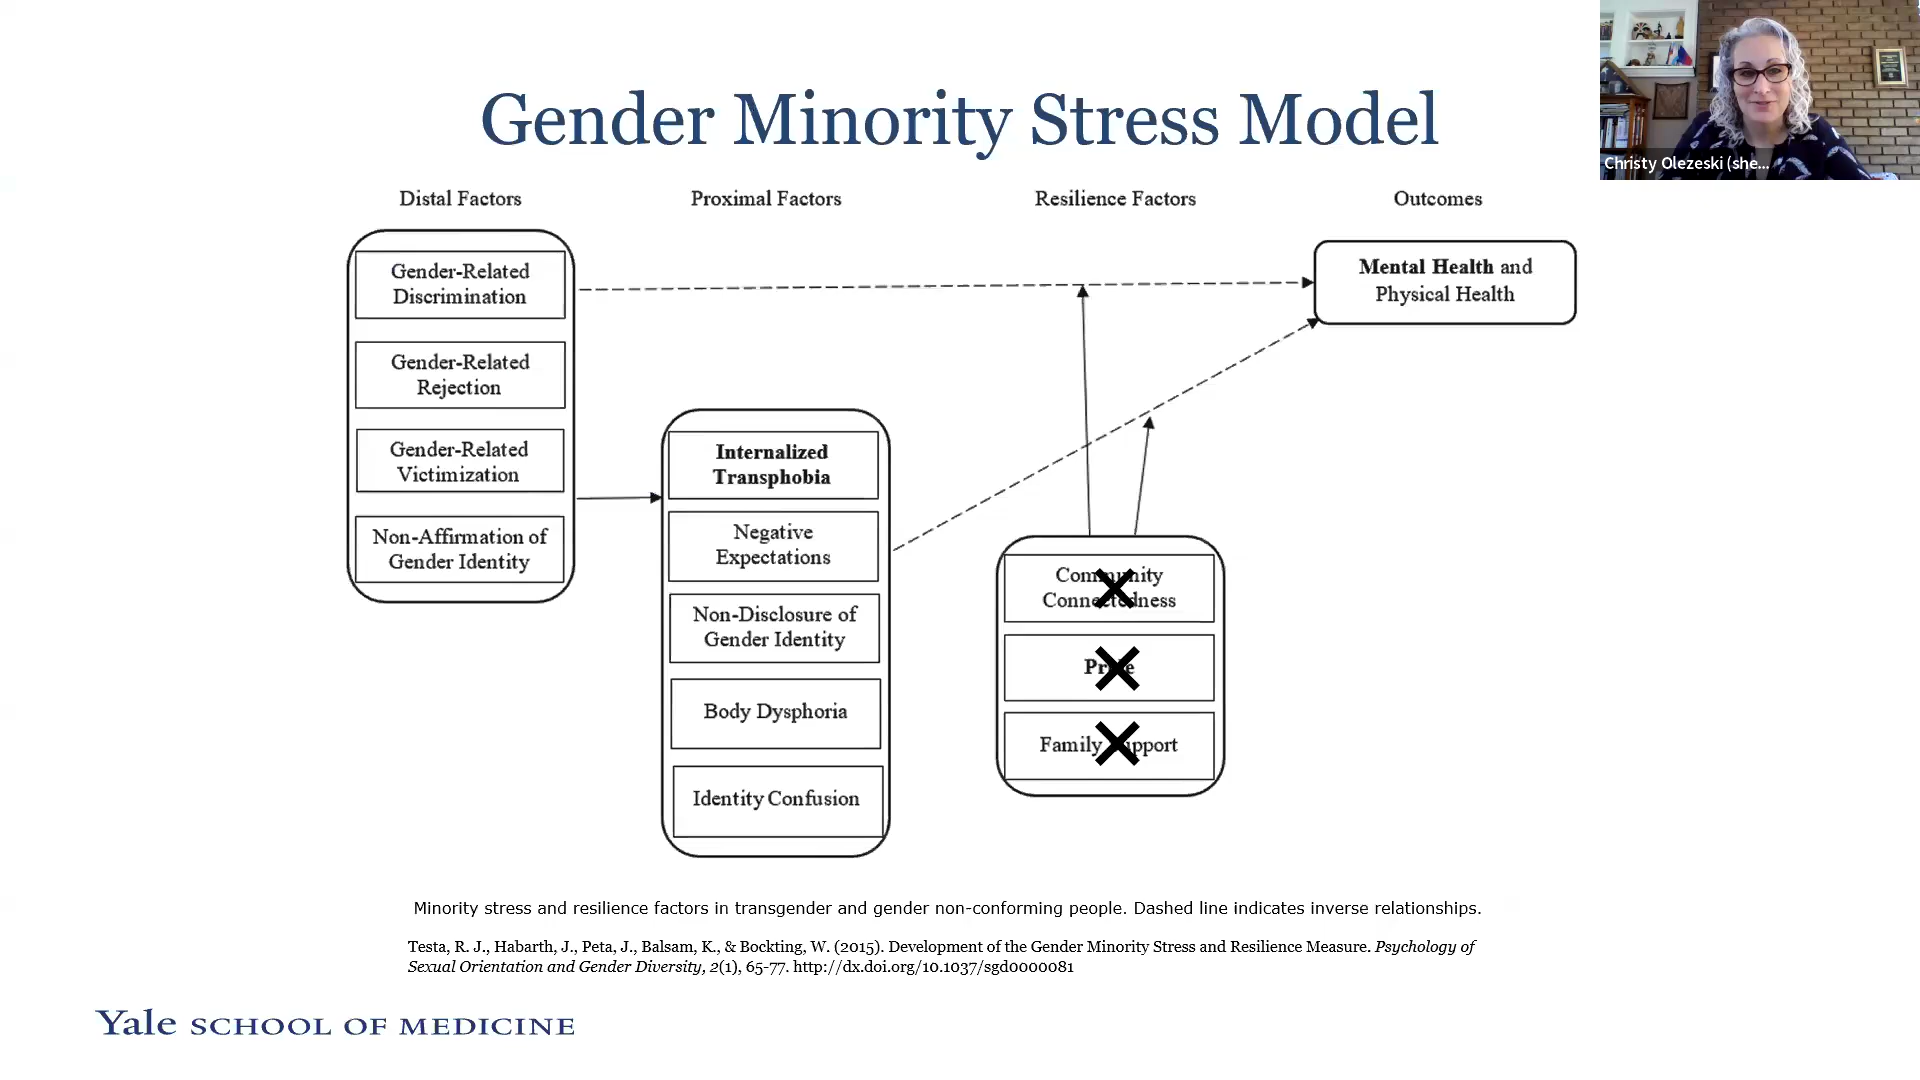 Christy Olezeski (she...
Gender Minority Stress Model
Distal Factors
Proximal Factors
Resilience Factors
Outcomes
Gender-Related
Discrimination
Gender-Related
Rejection
Gender-Related
Victimization
Non-Affirmation of
Gender Identity
Internalized
Transphobia
Negative
Expectations
Non-Disclosure of
Gender Identity
Body Dysphoria
Identity Confusion
Community
Connectedness
Pride
Family Support
Mental Health and
Physical Health
Minority stress and resilience factors in transgender and gender non-conforming people. Dashed line indicates inverse relationships.
Testa, R. J., Habarth, J., Peta, J., Balsam, K., & Bockting, W. (2015). Development of the Gender Minority Stress and Resilience Measure. Psychology of
Sexual Orientation and Gender Diversity, 2(1), 65-77. http://dx.doi.org/10.1037/sgd0000081
Yale SCHOOL OF MEDICINE